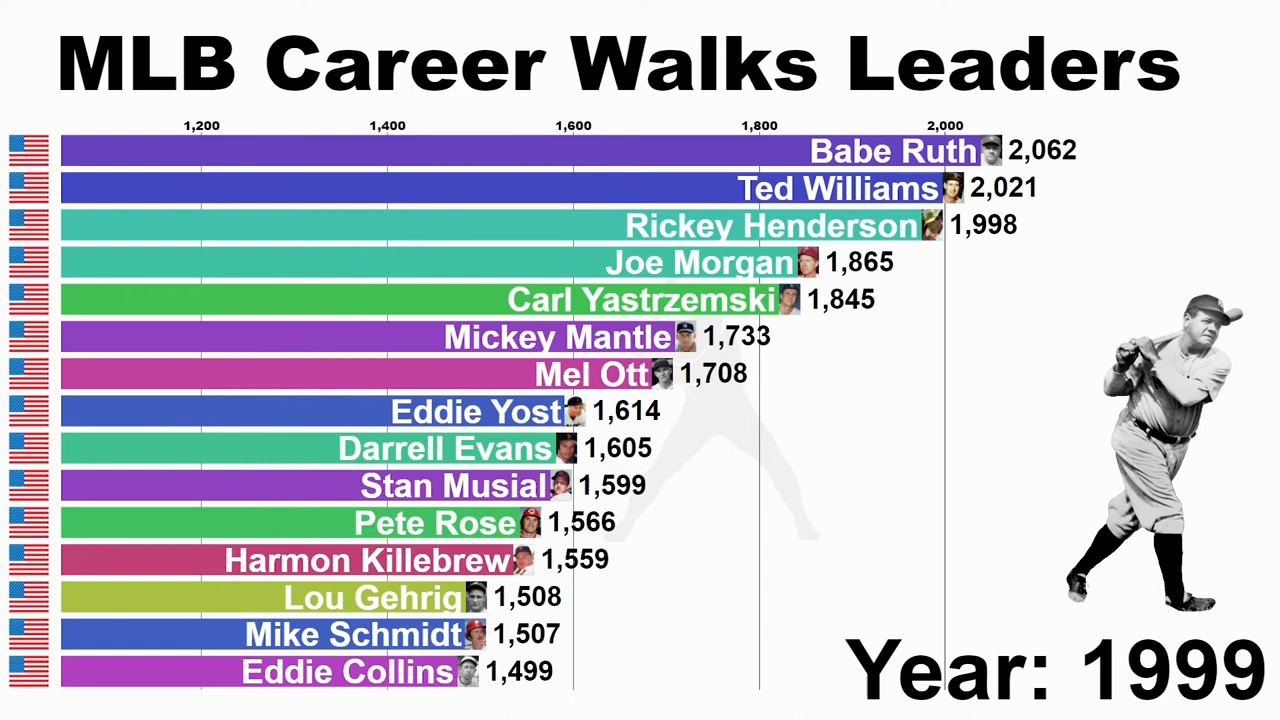 MLB Career Walks Leaders
1,200 1,400 1,600 1,800 2,000
Babe Ruth 2,062
Ted Williams 2,021
Rickey Henderson 1,998
Joe Morgan 1,865
Carl Yastrzemski 1,845
Mickey Mantle 1,733
Mel Ott 1,708
Eddie Yost 1,614
Darrell Evans 1,605
Stan Musial 1,599
Pete Rose 1,566
Harmon Killebrew 1,559
Lou Gehrig 1,508
Mike Schmidt 1,507
Eddie Collins 1,499
Year: 1999